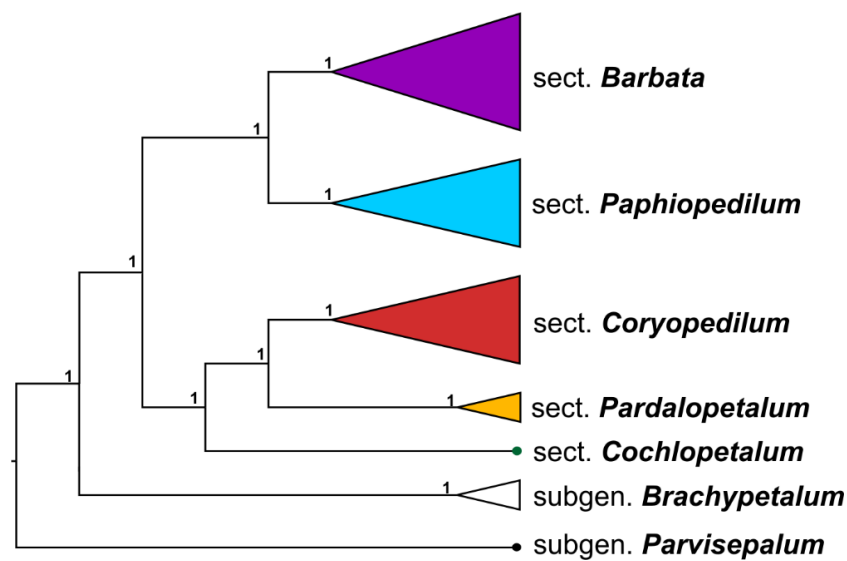 1
sect. Barbata
1
1
sect. Paphiopedilum
1
1
sect. Coryopedilum
1
1
1
sect. Pardalopetalum
1
sect. Cochlopetalum
1
subgen. Brachypetalum
subgen. Parvisepalum